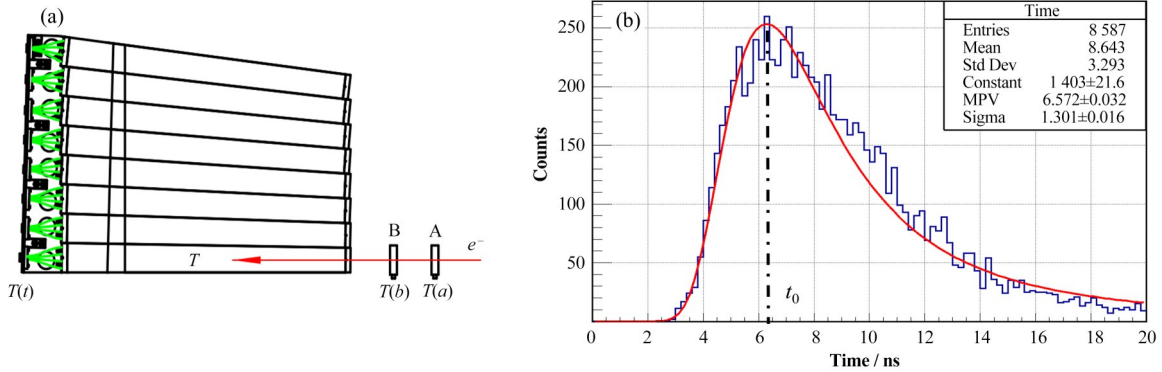 (a)
B A
e⁻
T
T(t) T(b) T(a)
(b)
Time
Entries 8 587
Mean 8.643
Std Dev 3.293
Constant 1 403±21.6
MPV 6.572±0.032
Sigma 1.301±0.016
Counts
250
200
150
100
50
t₀
0 2 4 6 8 10 12 14 16 18 20
Time / ns